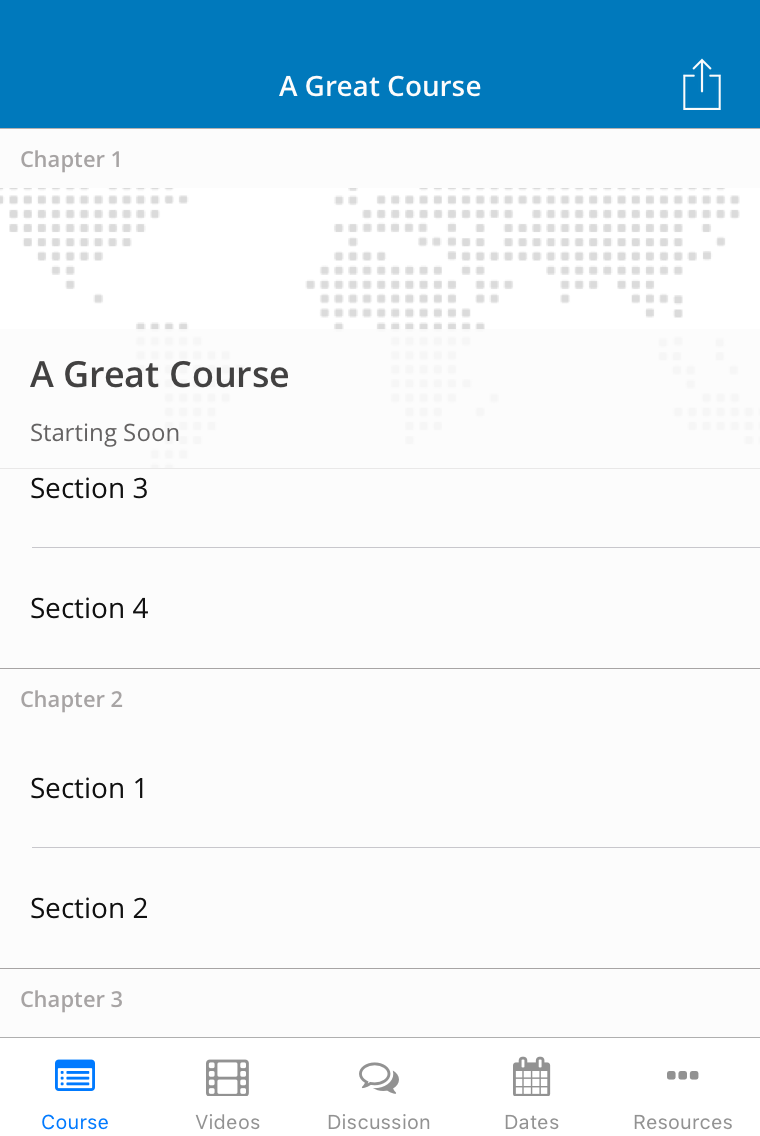 A Great Course
Chapter 1
A Great Course
Starting Soon
Section 3
Section 4
Chapter 2
Section 1
Section 2
Chapter 3
Course
Videos
Discussion
Dates
Resources